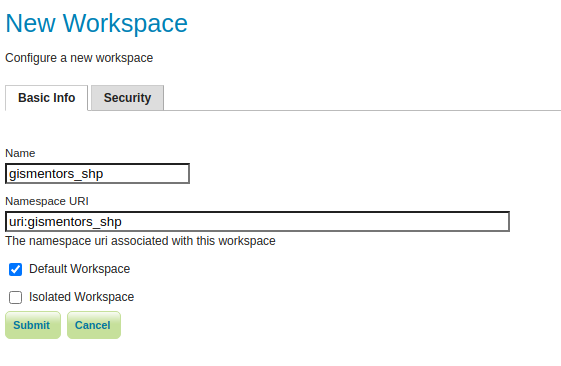 New Workspace
Configure a new workspace
Basic Info Security
Name
gismentors_shp
Namespace URI
uri:gismentors_shp
The namespace uri associated with this workspace
Default Workspace
Isolated Workspace
Submit Cancel